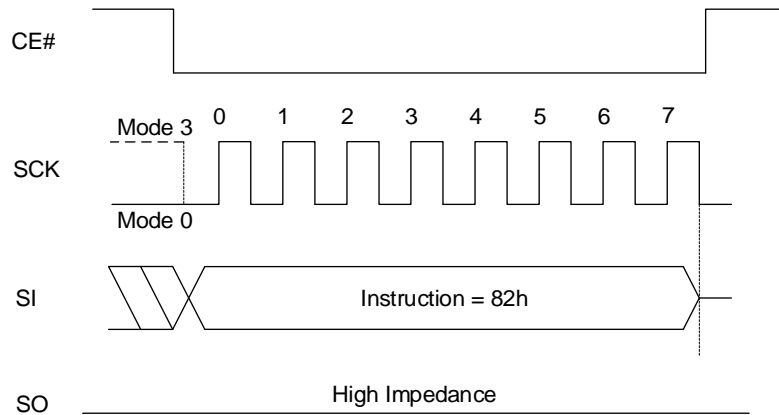 CE#
Mode 3
0 1 2 3 4 5 6 7
SCK
Mode 0
SI
Instruction = 82h
SO
High Impedance